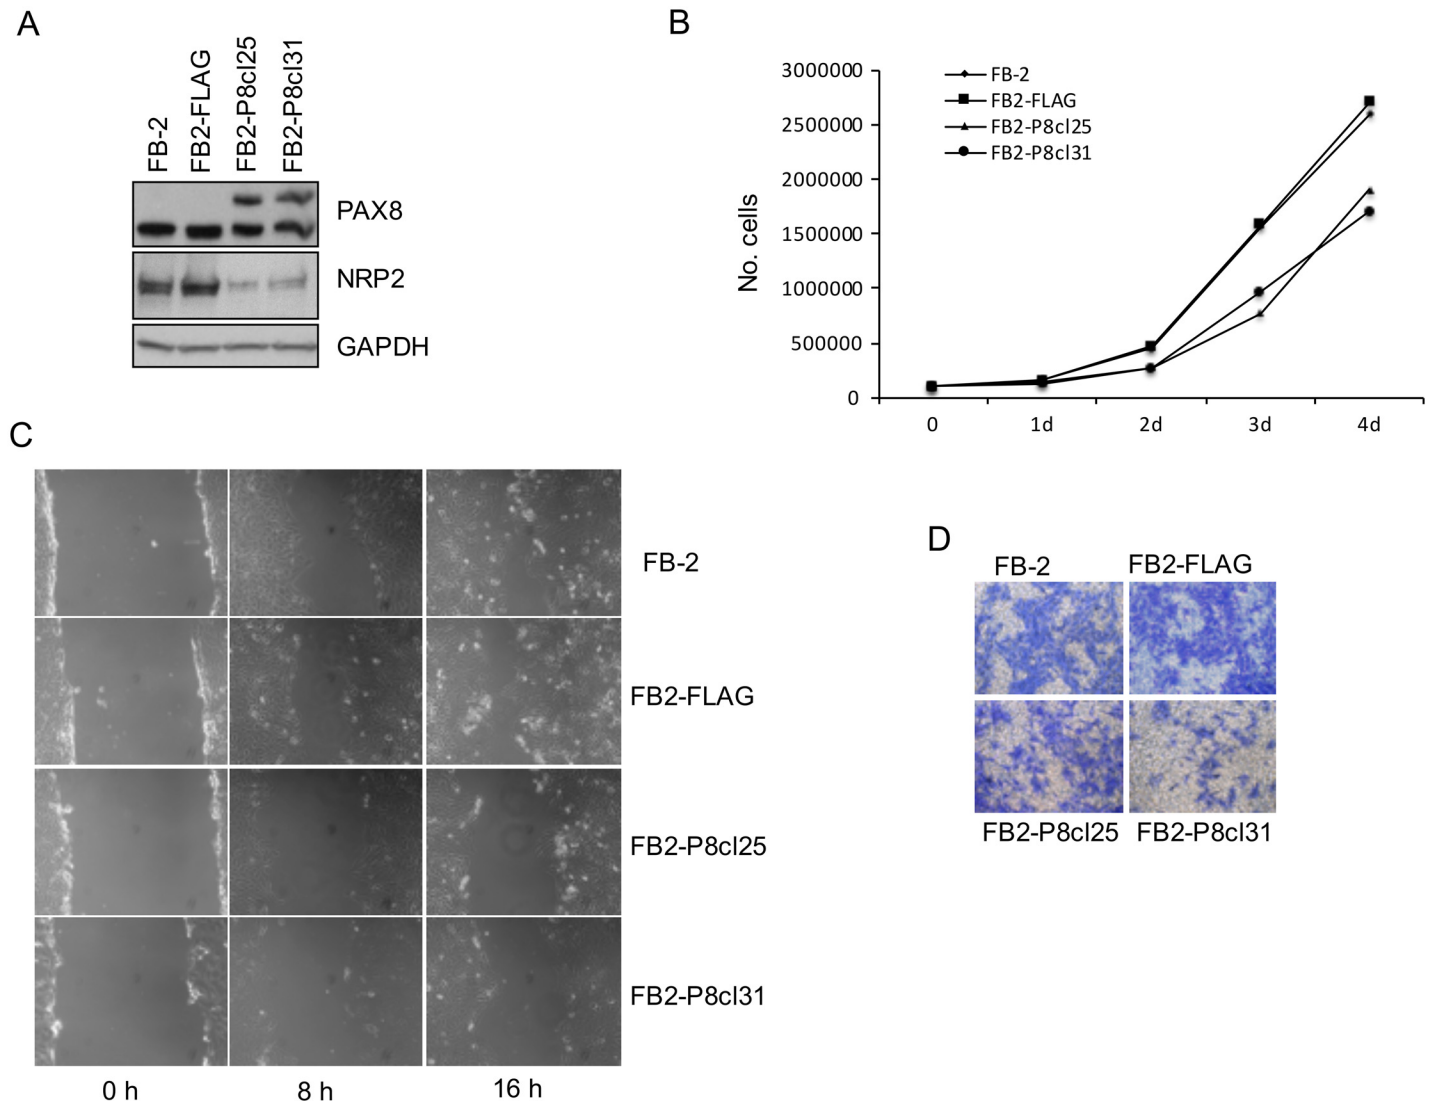 A
FB-2
FB2-FLAG
FB2-P8cl25
FB2-P8cl31
PAX8
NRP2
GAPDH
B
3000000
2500000
2000000
1500000
1000000
500000
0
No. cells
FB-2
FB2-FLAG
FB2-P8cl25
FB2-P8cl31
0 1d 2d 3d 4d
C
FB-2
FB2-FLAG
FB2-P8cl25
FB2-P8cl31
0 h 8 h 16 h
D
FB-2 FB2-FLAG
FB2-P8cl25 FB2-P8cl31